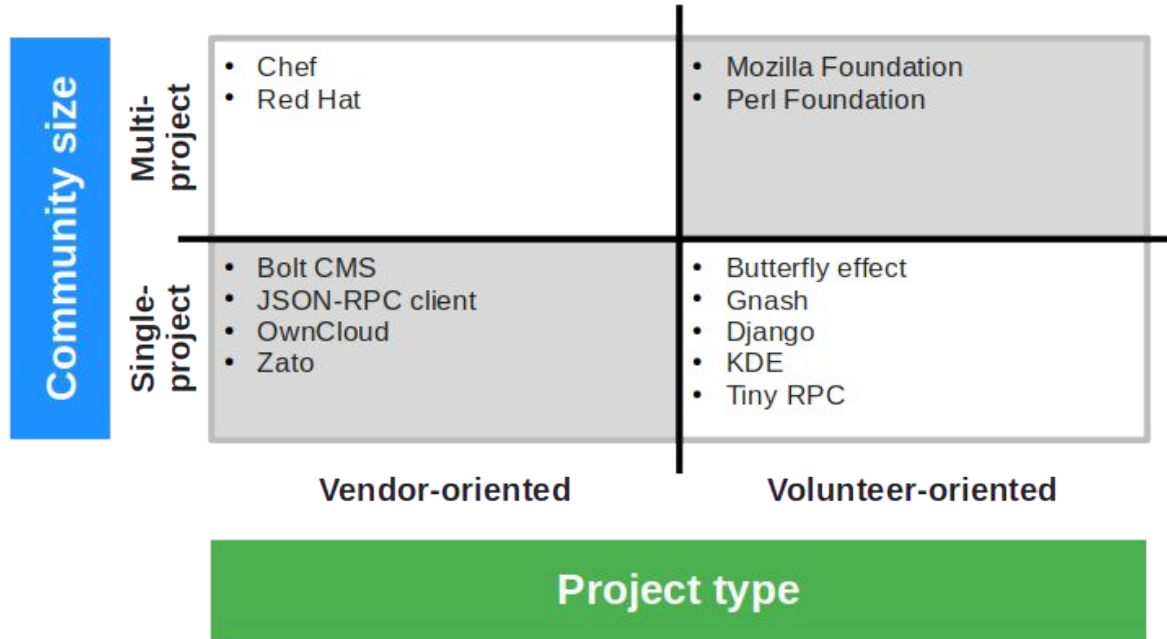 Community size
Multi-
project
• Chef
• Red Hat
• Mozilla Foundation
• Perl Foundation
Single-
project
• Bolt CMS
• JSON-RPC client
• OwnCloud
• Zato
• Butterfly effect
• Gnash
• Django
• KDE
• Tiny RPC
Vendor-oriented
Volunteer-oriented
Project type